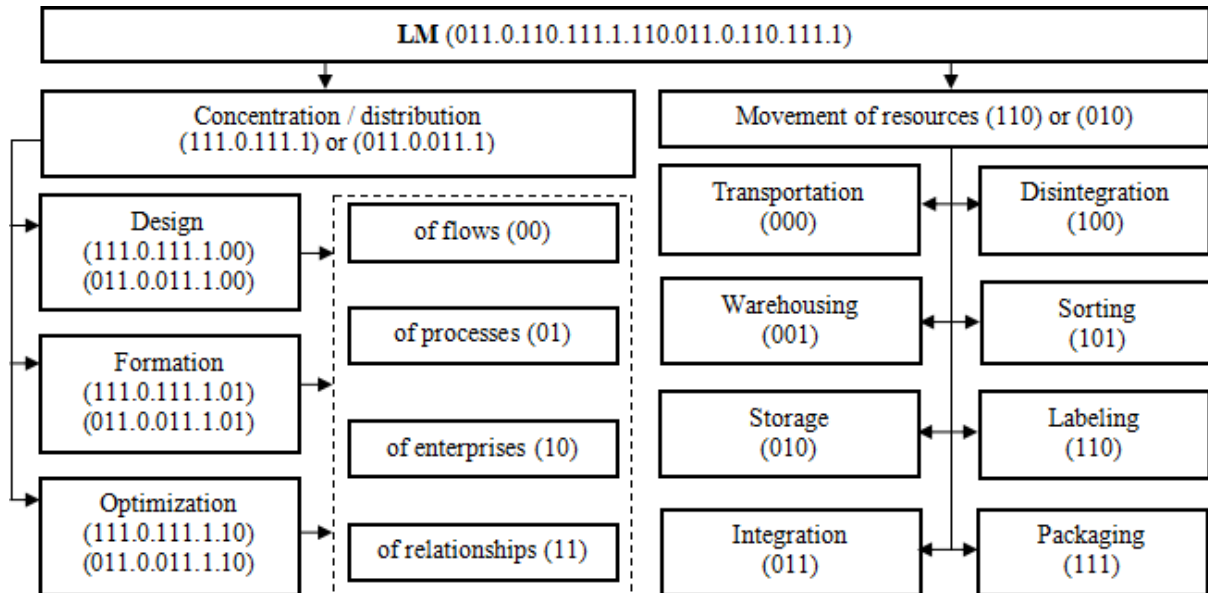 LM (011.0.110.111.1.110.011.0.110.111.1)
Concentration / distribution
(111.0.111.1) or (011.0.011.1)
Design
(111.0.111.1.00)
(011.0.011.1.00)
Formation
(111.0.111.1.01)
(011.0.011.1.01)
Optimization
(111.0.111.1.10)
(011.0.011.1.10)
of flows (00)
of processes (01)
of enterprises (10)
of relationships (11)
Movement of resources (110) or (010)
Transportation
(000)
Disintegration
(100)
Warehousing
(001)
Sorting
(101)
Storage
(010)
Labeling
(110)
Integration
(011)
Packaging
(111)